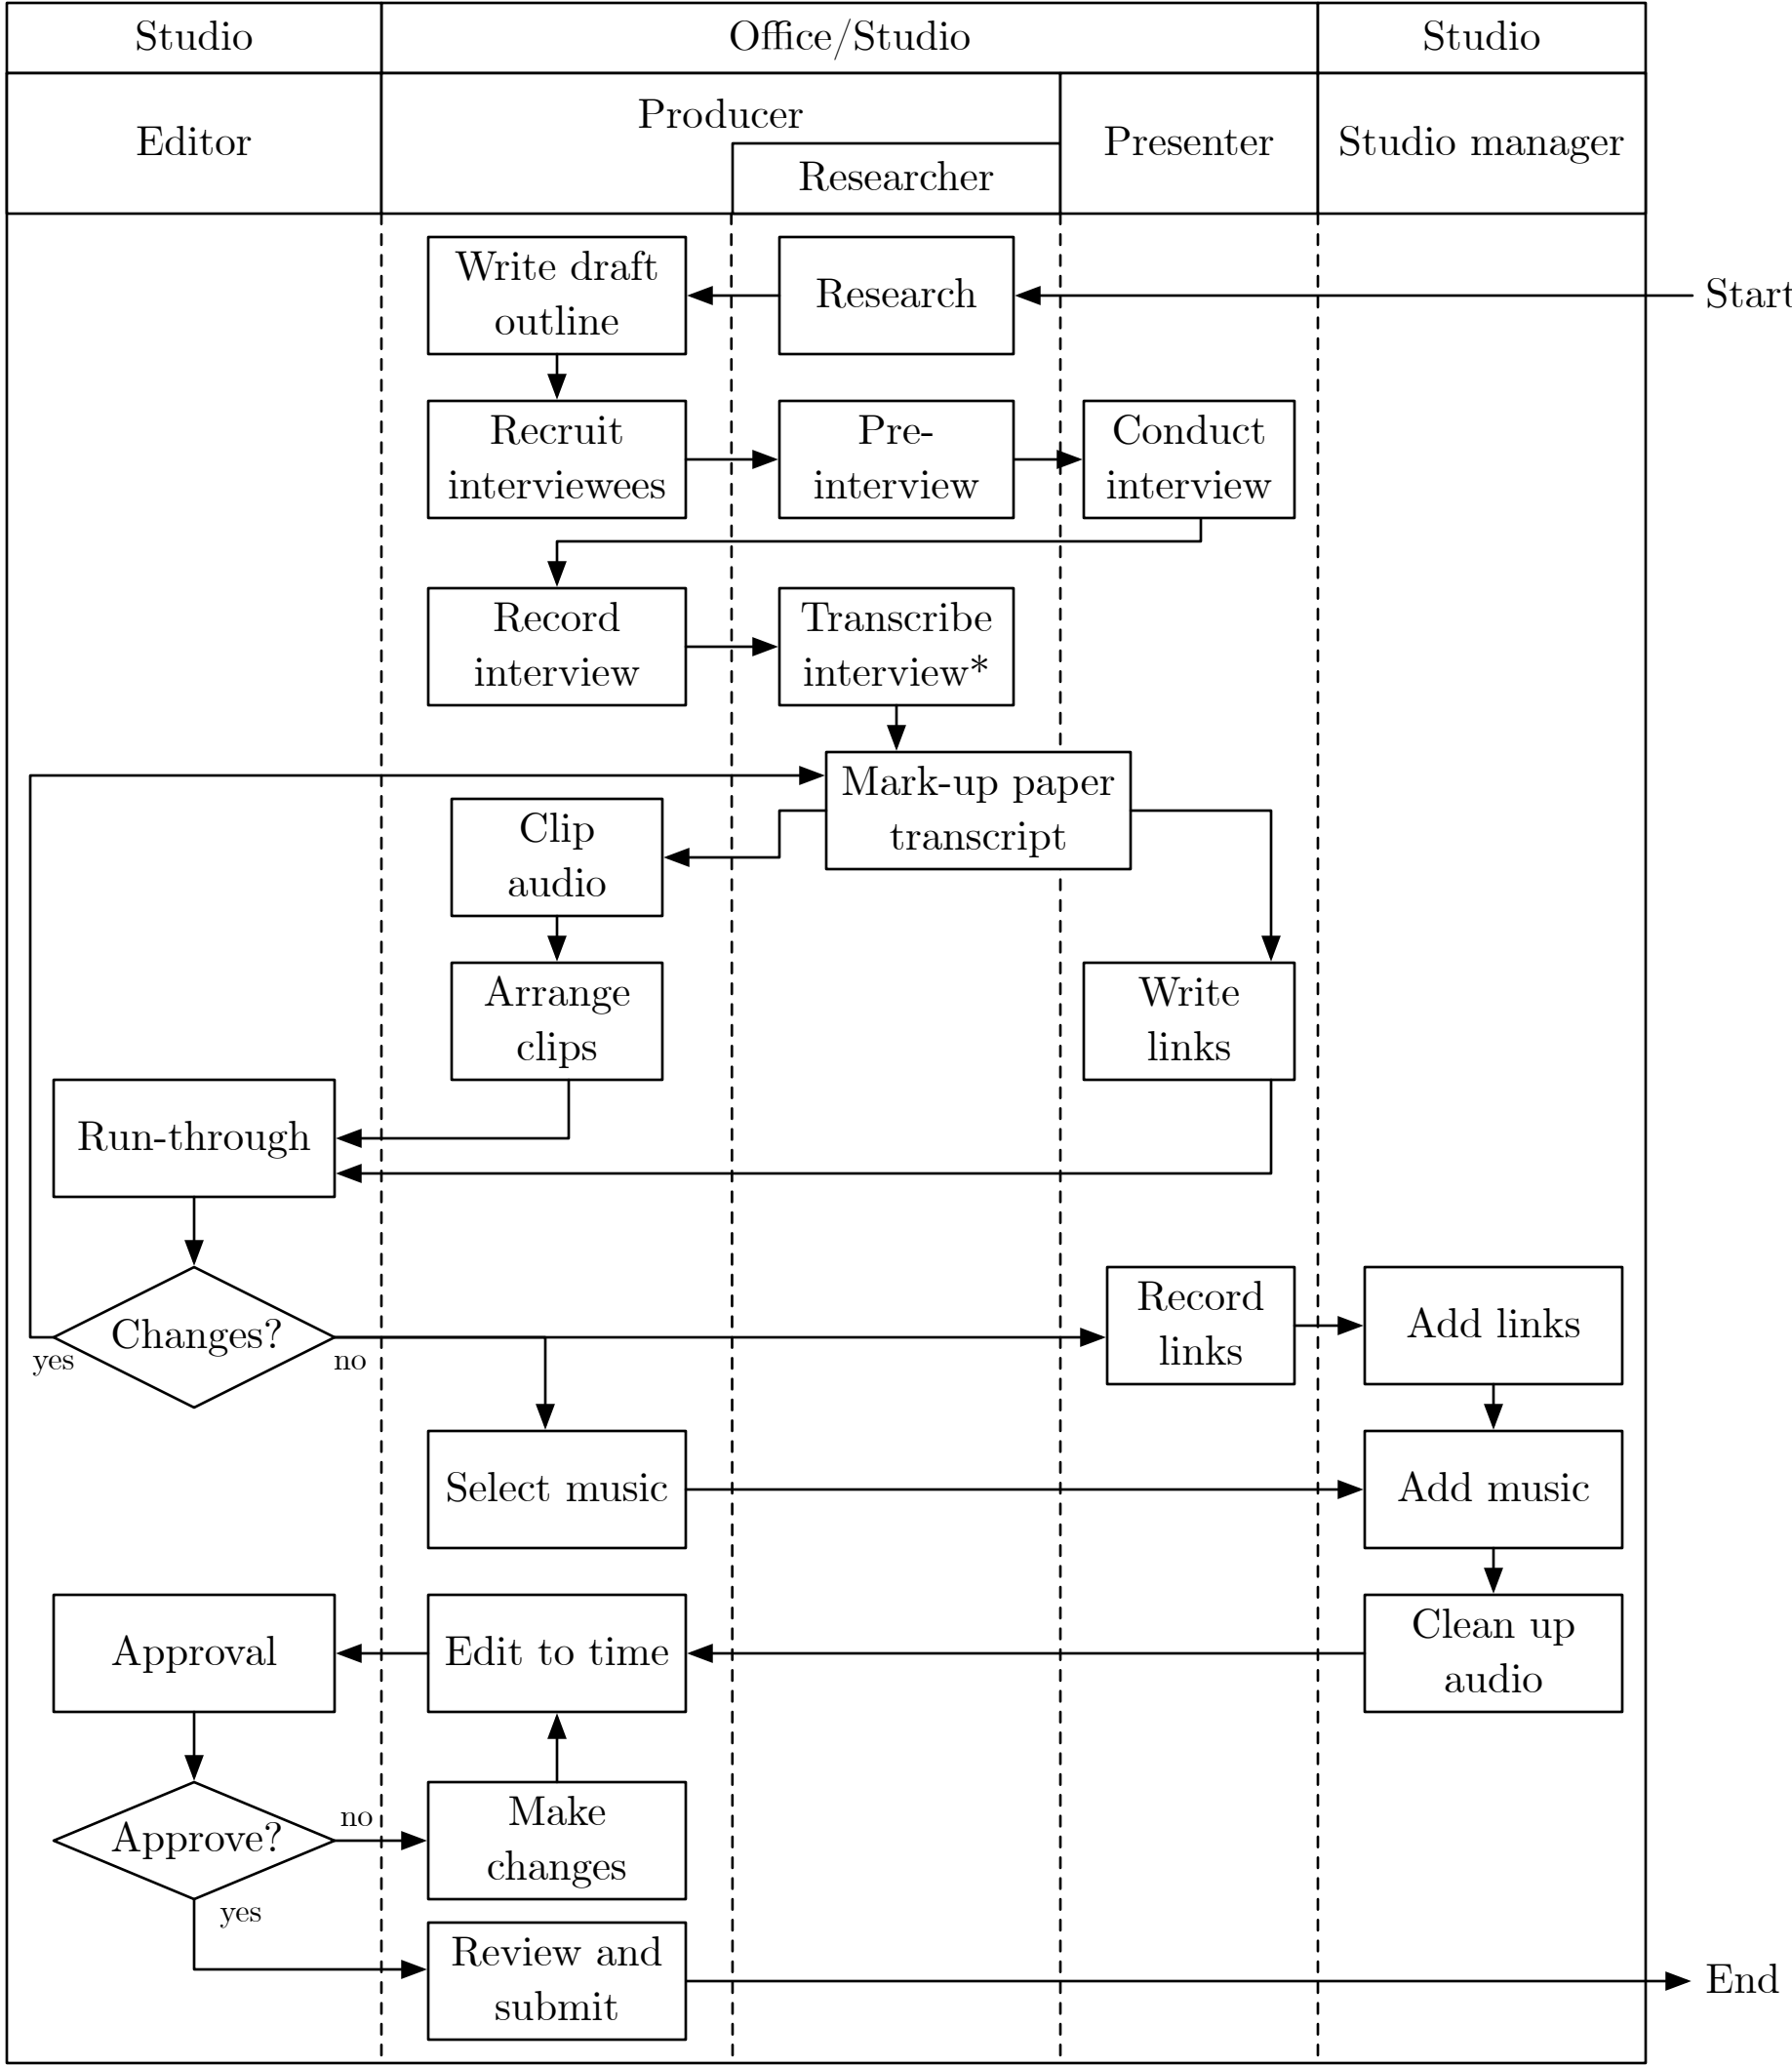 Studio
Office/Studio
Studio
Editor
Producer
Researcher
Presenter
Studio manager
Write draft
outline
Research
Start
Recruit
interviewees
Pre-
interview
Conduct
interview
Record
interview
Transcribe
interview*
Mark-up paper
transcript
Clip
audio
Arrange
clips
Write
links
Run-through
Changes?
yes
no
Record
links
Add links
Select music
Add music
Approval
Edit to time
Clean up
audio
Approve?
no
yes
Make
changes
Review and
submit
End